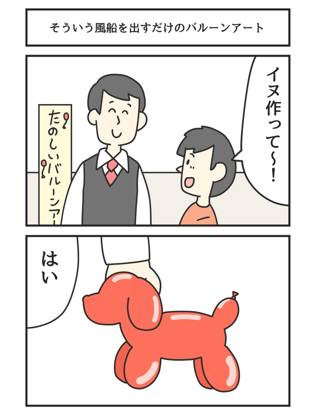 そういう風船を出すだけのバルーンアート
イヌ作って〜!
たのしいバルーンアー
はい